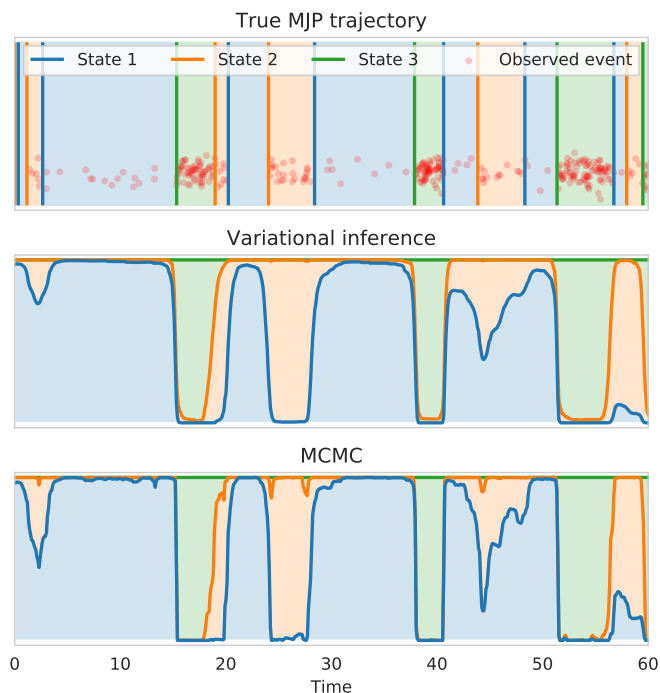 True MJP trajectory
State 1 State 2 State 3 Observed event
Variational inference
MCMC
0 10 20 30 40 50 60
Time